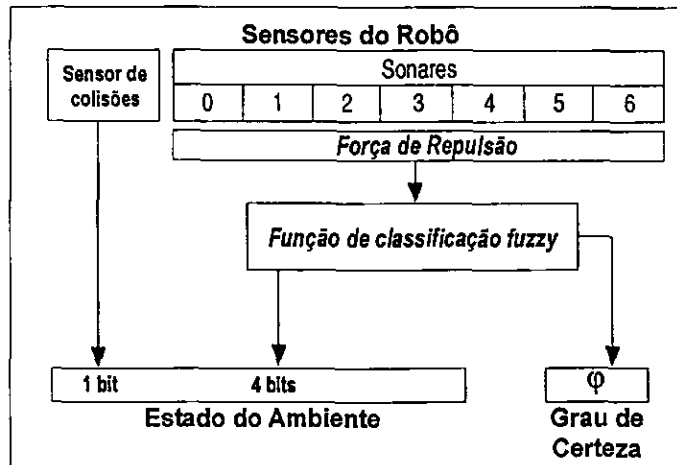 Sensores do Robô
Sensor de
colisões
Sonares
0 1 2 3 4 5 6
Força de Repulsão
Função de classificação fuzzy
1 bit 4 bits
φ
Estado do Ambiente
Grau de
Certeza